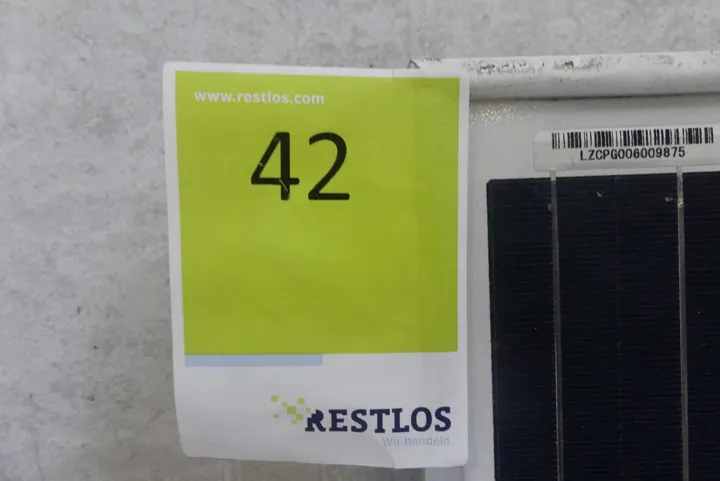 www.restlos.com
42
LZCPG006009875
RESTLOS
Wir handeln.